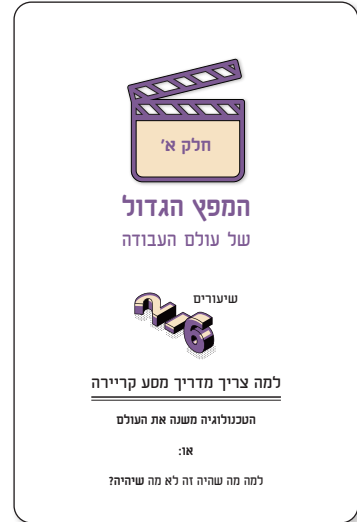 חלק א'
המפץ הגדול
של עולם העבודה
שיעורים
2-6
למה צריך מדריך מסע קריירה
הטכנולוגיה משנה את העולם
או:
למה מה שהיה זה לא מה שיהיה?